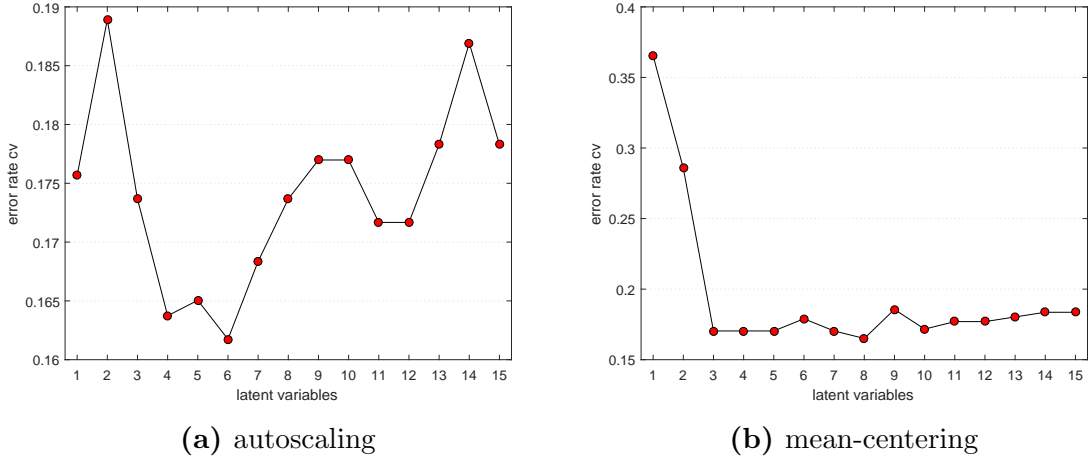 0.19
0.185
0.18
0.175
0.17
0.165
0.16
error rate cv
1 2 3 4 5 6 7 8 9 10 11 12 13 14 15
latent variables
(a) autoscaling
0.4
0.35
0.3
0.25
0.2
0.15
error rate cv
1 2 3 4 5 6 7 8 9 10 11 12 13 14 15
latent variables
(b) mean-centering